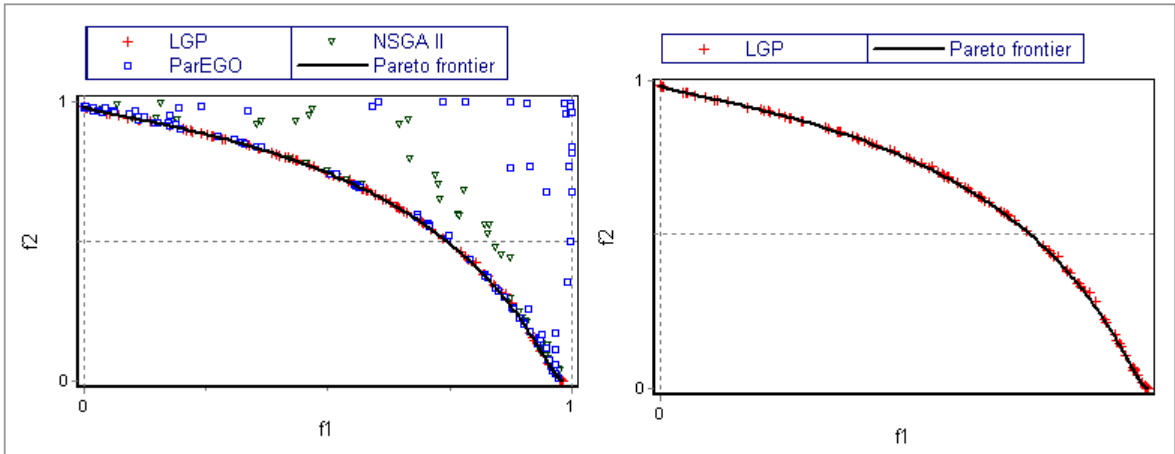 LGP NSGA II
ParEGO Pareto frontier
1
f2
0
0 1
f1
LGP Pareto frontier
1
f2
0
0
f1